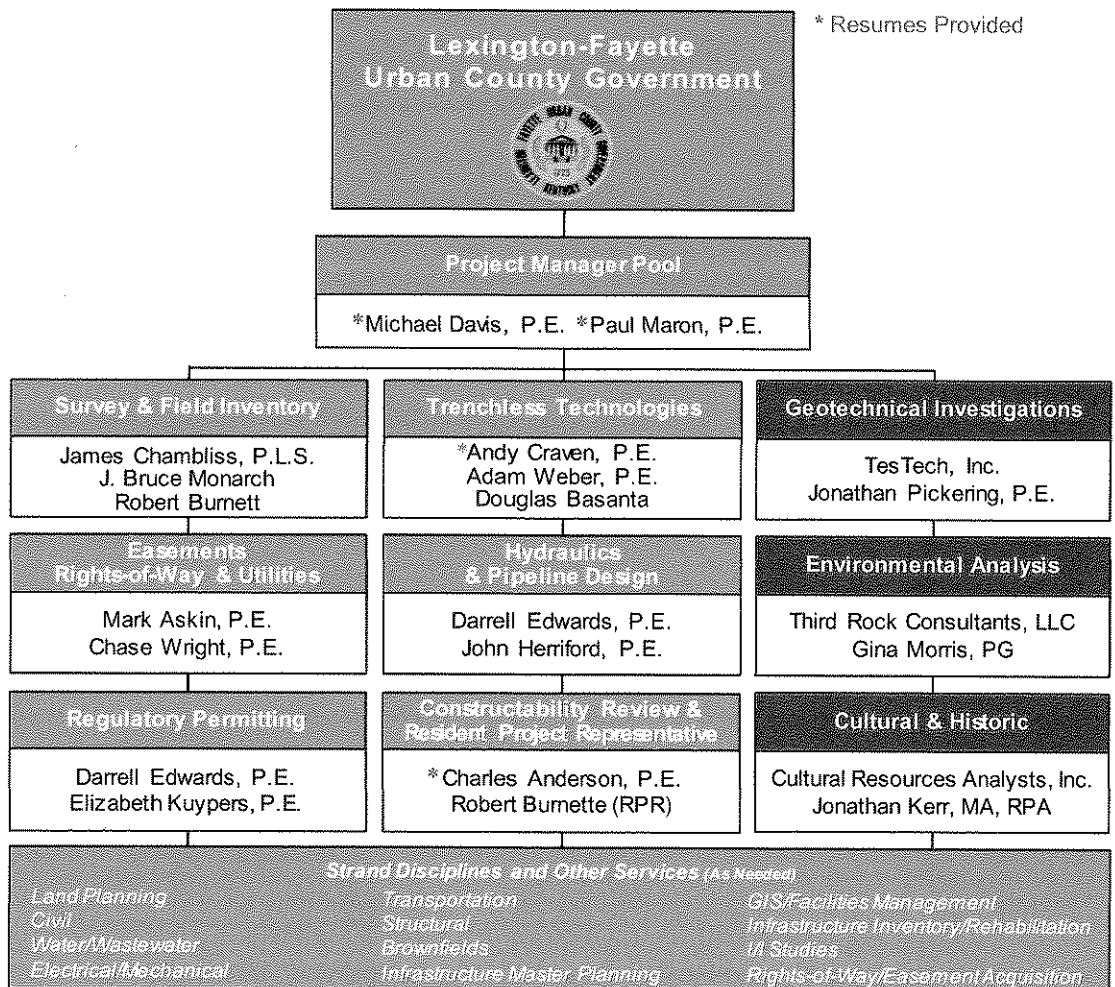 * Resumes Provided
Lexington-Fayette
Urban County Government
Project Manager Pool
*Michael Davis, P.E. *Paul Maron, P.E.
Survey & Field Inventory
James Chambliss, P.L.S.
J. Bruce Monarch
Robert Burnett
Trenchless Technologies
*Andy Craven, P.E.
Adam Weber, P.E.
Douglas Basanta
Geotechnical Investigations
TesTech, Inc.
Jonathan Pickering, P.E.
Easements
Rights-of-Way & Utilities
Mark Askin, P.E.
Chase Wright, P.E.
Hydraulics
& Pipeline Design
Darrell Edwards, P.E.
John Herriford, P.E.
Environmental Analysis
Third Rock Consultants, LLC
Gina Morris, PG
Regulatory Permitting
Darrell Edwards, P.E.
Elizabeth Kuypers, P.E.
Constructability Review &
Resident Project Representative
*Charles Anderson, P.E.
Robert Burnette (RPR)
Cultural & Historic
Cultural Resources Analysts, Inc.
Jonathan Kerr, MA, RPA
Strand Disciplines and Other Services (As Needed)
Land Planning
Civil
Water/Wastewater
Electrical/Mechanical
Transportation
Structural
Brownfields
Infrastructure Master Planning
GIS/Facilities Management
Infrastructure Inventory/Rehabilitation
I/I Studies
Rights-of-Way/Easement Acquisition